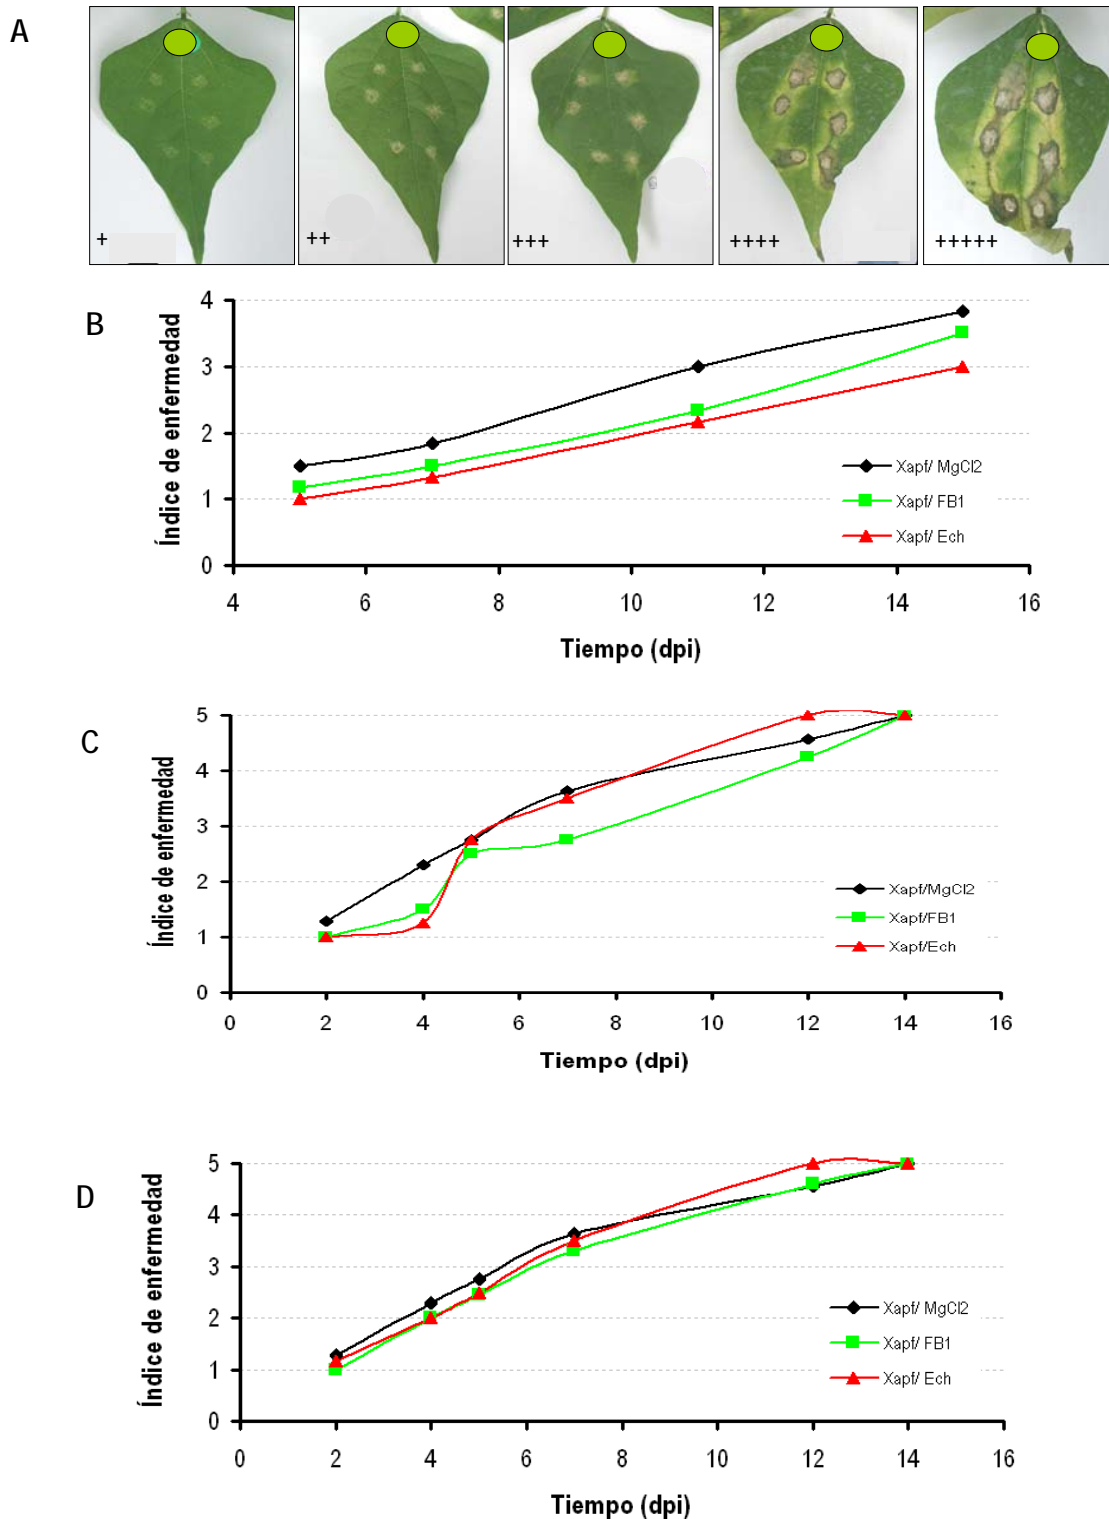 A
+
++
+++
++++
+++++
B
Índice de enfermedad
4
3
2
1
0
4 6 8 10 12 14 16
Tiempo (dpi)
Xapf/ MgCl2
Xapf/ FB1
Xapf/ Ech
C
Índice de enfermedad
5
4
3
2
1
0
0 2 4 6 8 10 12 14 16
Tiempo (dpi)
Xapf/MgCl2
Xapf/FB1
Xapf/Ech
D
Índice de enfermedad
5
4
3
2
1
0
0 2 4 6 8 10 12 14 16
Tiempo (dpi)
Xapf/ MgCl2
Xapf/ FB1
Xapf/ Ech